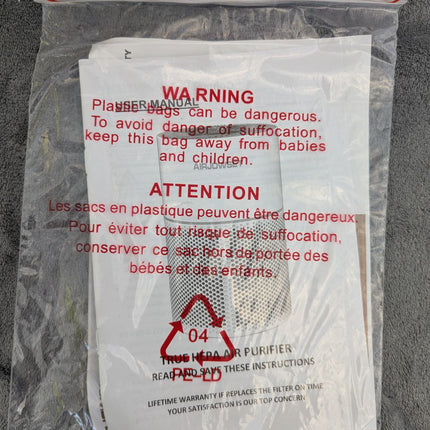 TY
WARNING
USER MANUAL
Plastic bags can be dangerous.
To avoid danger of suffocation,
keep this bag away from babies
and children.
ATTENTION
Les sacs en plastique peuvent être dangereux
Pour éviter tout risque de suffocation,
conserver ce sac hors de portée des
bébés et des enfants.
04
PE-LD
TRUE HEPA AIR PURIFIER
READ AND SAVE THESE INSTRUCTIONS
LIFETIME WARRANTY IF REPLACES THE FILTER ON TIME
YOUR SATISFACTION IS OUR TOP CONCERN